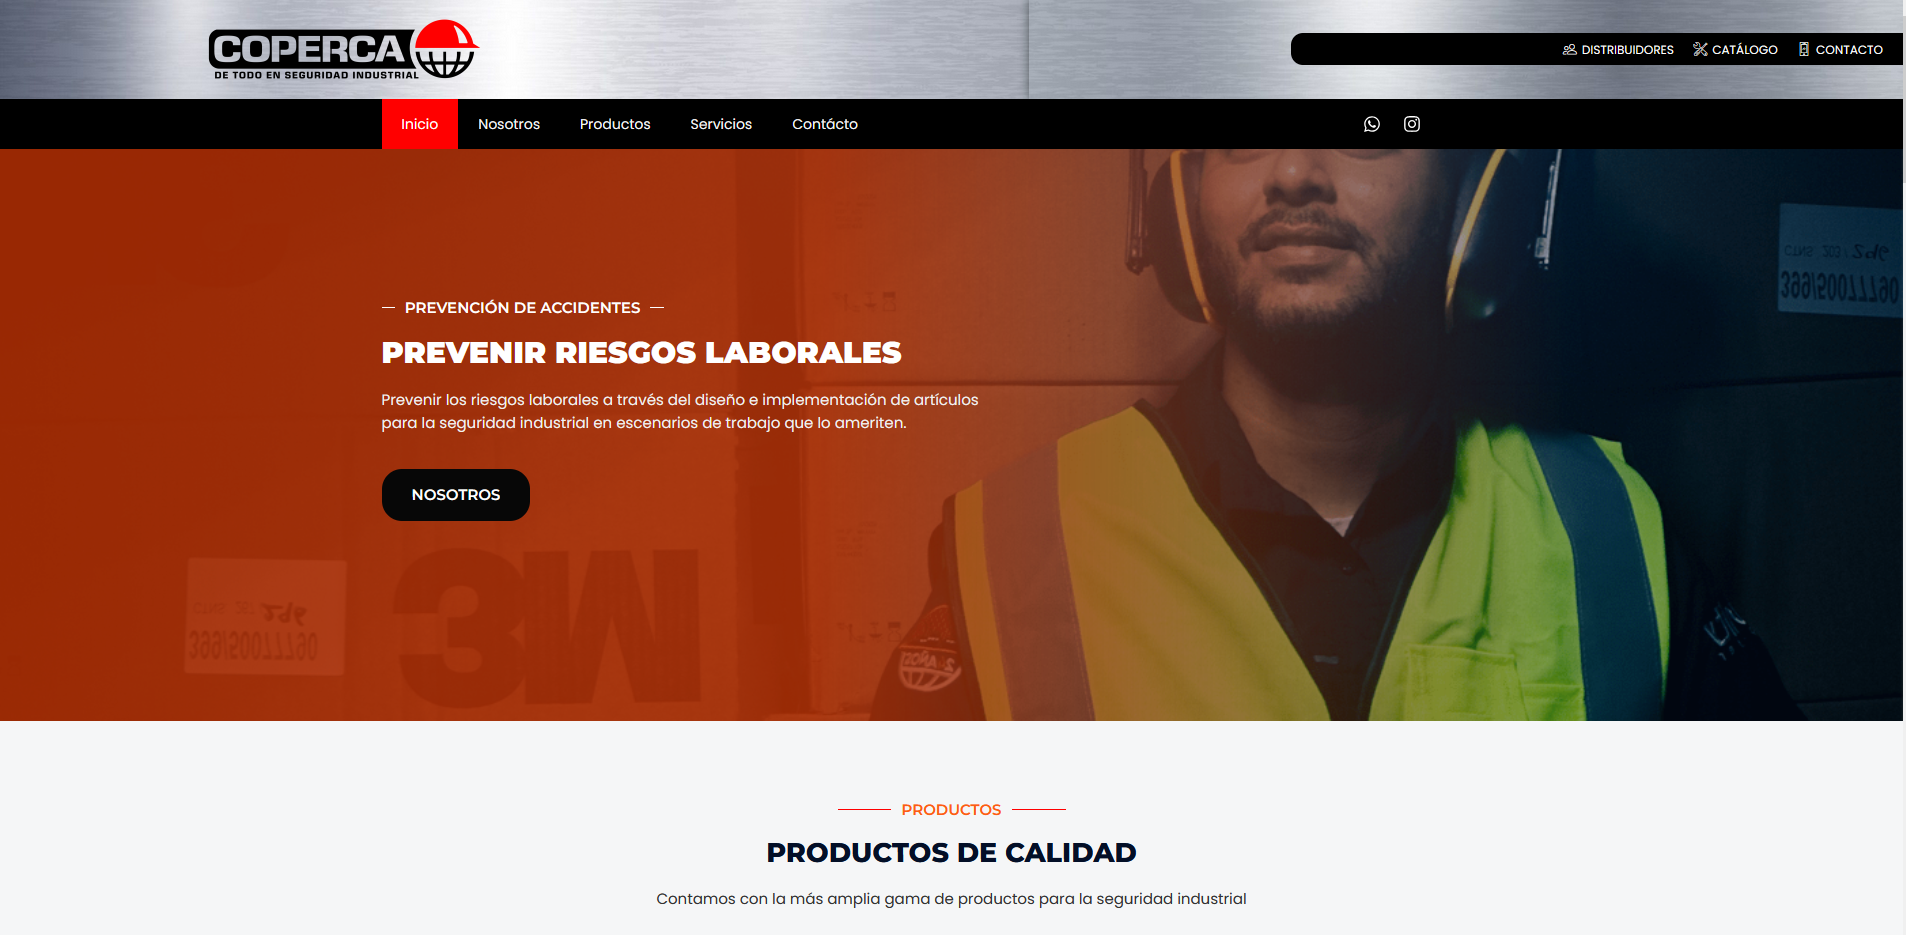 COPERCA
DE TODO EN SEGURIDAD INDUSTRIAL
DISTRIBUIDORES CATÁLOGO CONTACTO
Inicio Nosotros Productos Servicios Contácto
PREVENCIÓN DE ACCIDENTES
PREVENIR RIESGOS LABORALES
Prevenir los riesgos laborales a través del diseño e implementación de artículos
para la seguridad industrial en escenarios de trabajo que lo ameriten.
NOSOTROS
3M
PRODUCTOS
PRODUCTOS DE CALIDAD
Contamos con la más amplia gama de productos para la seguridad industrial